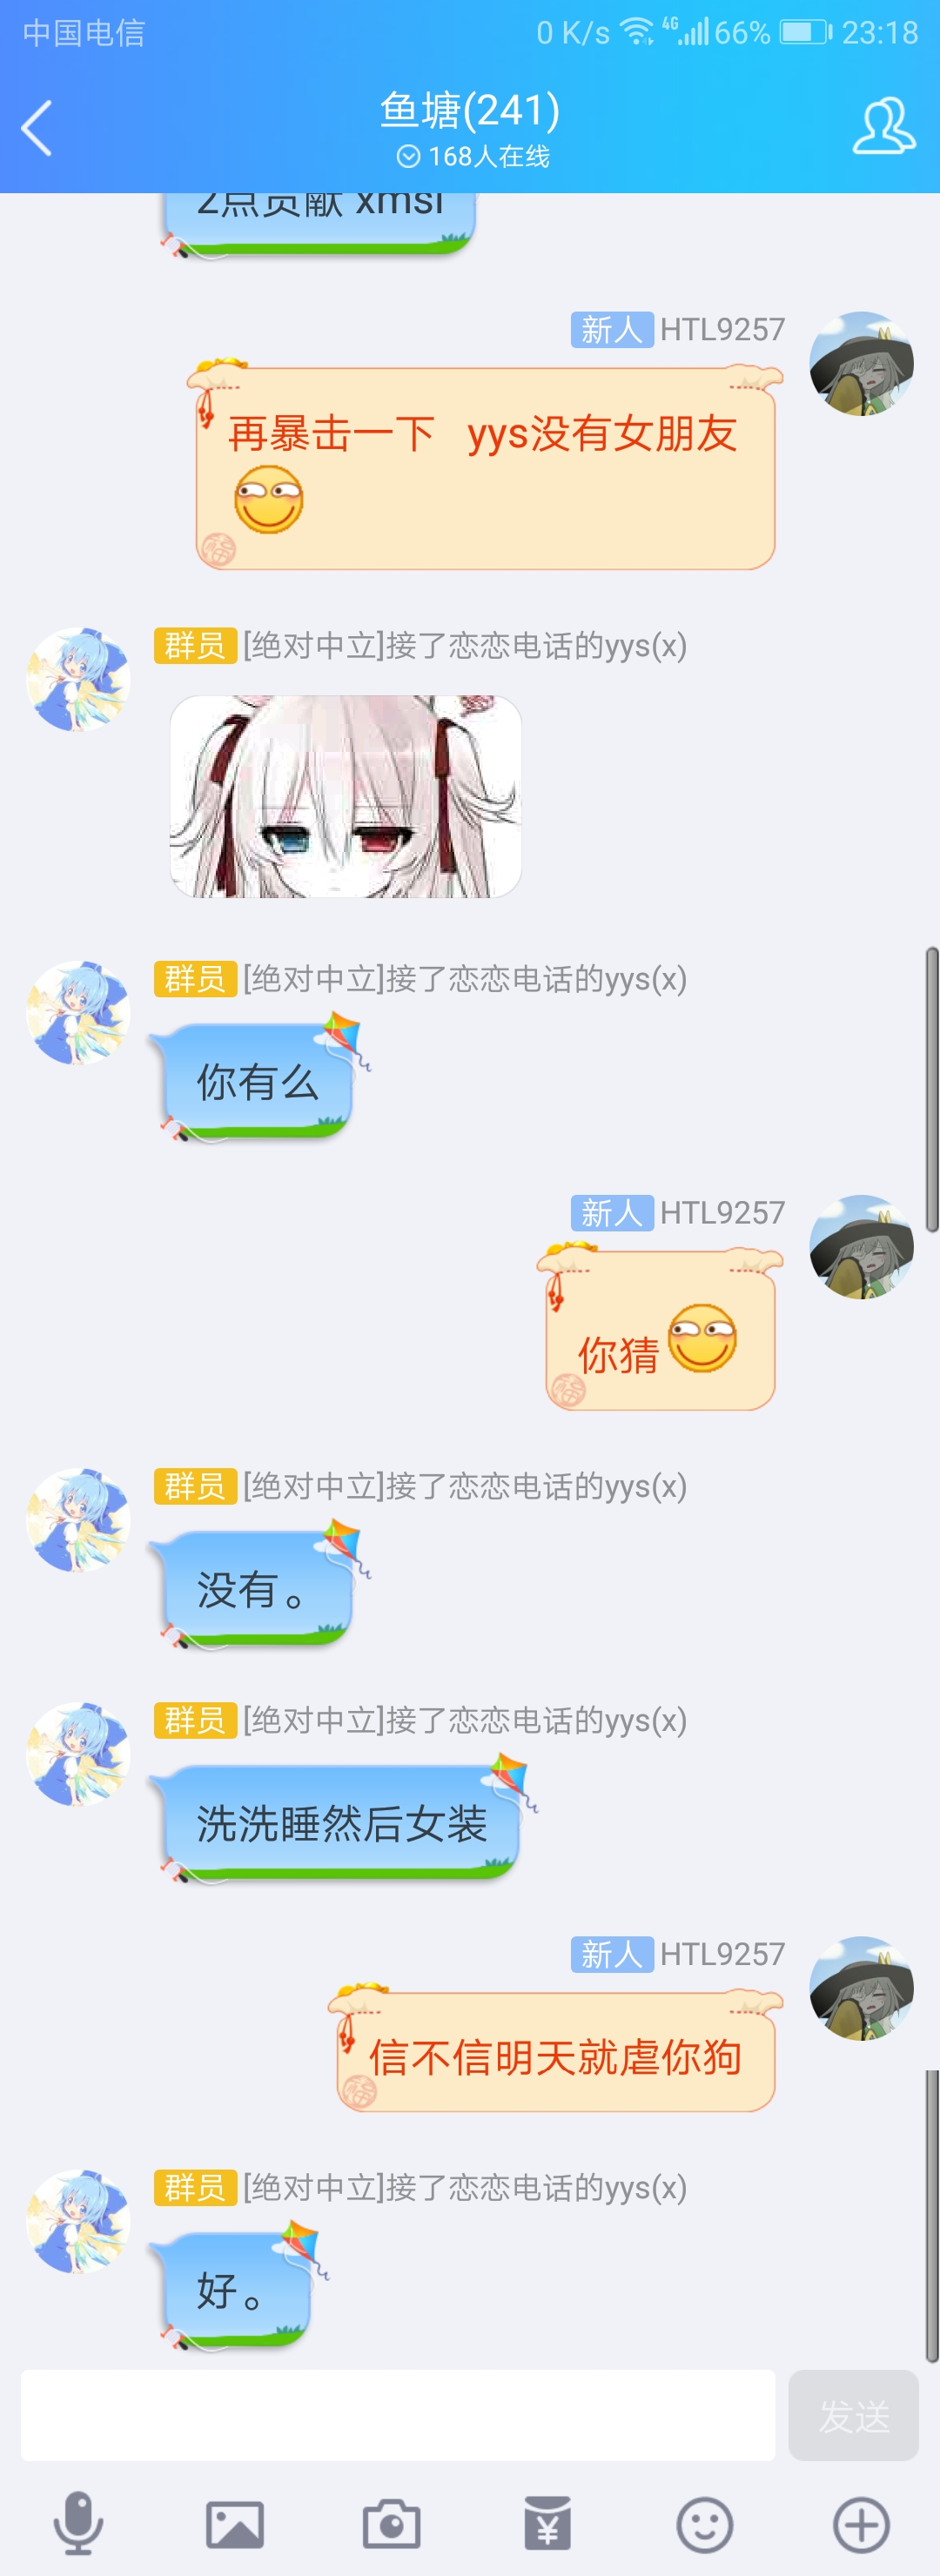 中国电信 0 K/s 4G 66% 23:18
鱼塘(241)
168人在线
2点贡献 xmsl
新人 HTL9257
再暴击一下 yys没有女朋友
福
群员 [绝对中立]接了恋恋电话的yys(x)
群员 [绝对中立]接了恋恋电话的yys(x)
你有么
新人 HTL9257
你猜
福
群员 [绝对中立]接了恋恋电话的yys(x)
没有。
群员 [绝对中立]接了恋恋电话的yys(x)
洗洗睡然后女装
新人 HTL9257
信不信明天就虐你狗
福
群员 [绝对中立]接了恋恋电话的yys(x)
好。
发送
¥